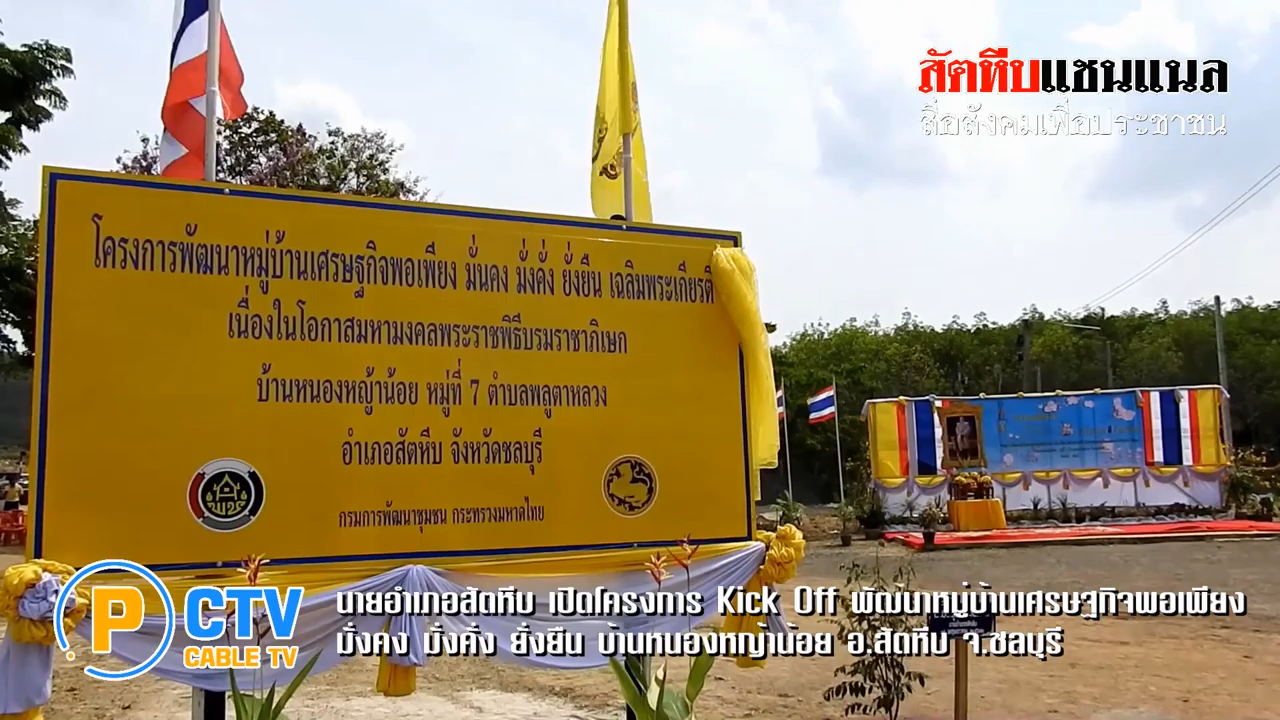 สัตหีบแชนแนล
สื่อสังคมเพื่อประชาชน
โครงการพัฒนาหมู่บ้านเศรษฐกิจพอเพียง มั่นคง มั่งคั่ง ยั่งยืน เฉลิมพระเกียรติ
เนื่องในโอกาสมหามงคลพระราชพิธีบรมราชาภิเษก
บ้านหนองหญ้าน้อย หมู่ที่ 7 ตำบลพลูตาหลวง
อำเภอสัตหีบ จังหวัดชลบุรี
กรมการพัฒนาชุมชน กระทรวงมหาดไทย
P CTV
CABLE TV
นายอำเภอสัตหีบ เปิดโครงการ Kick Off พัฒนาหมู่บ้านเศรษฐกิจพอเพียง
มั่งคง มั่งคั่ง ยั่งยืน บ้านหนองหญ้าน้อย อ.สัตหีบ จ.ชลบุรี